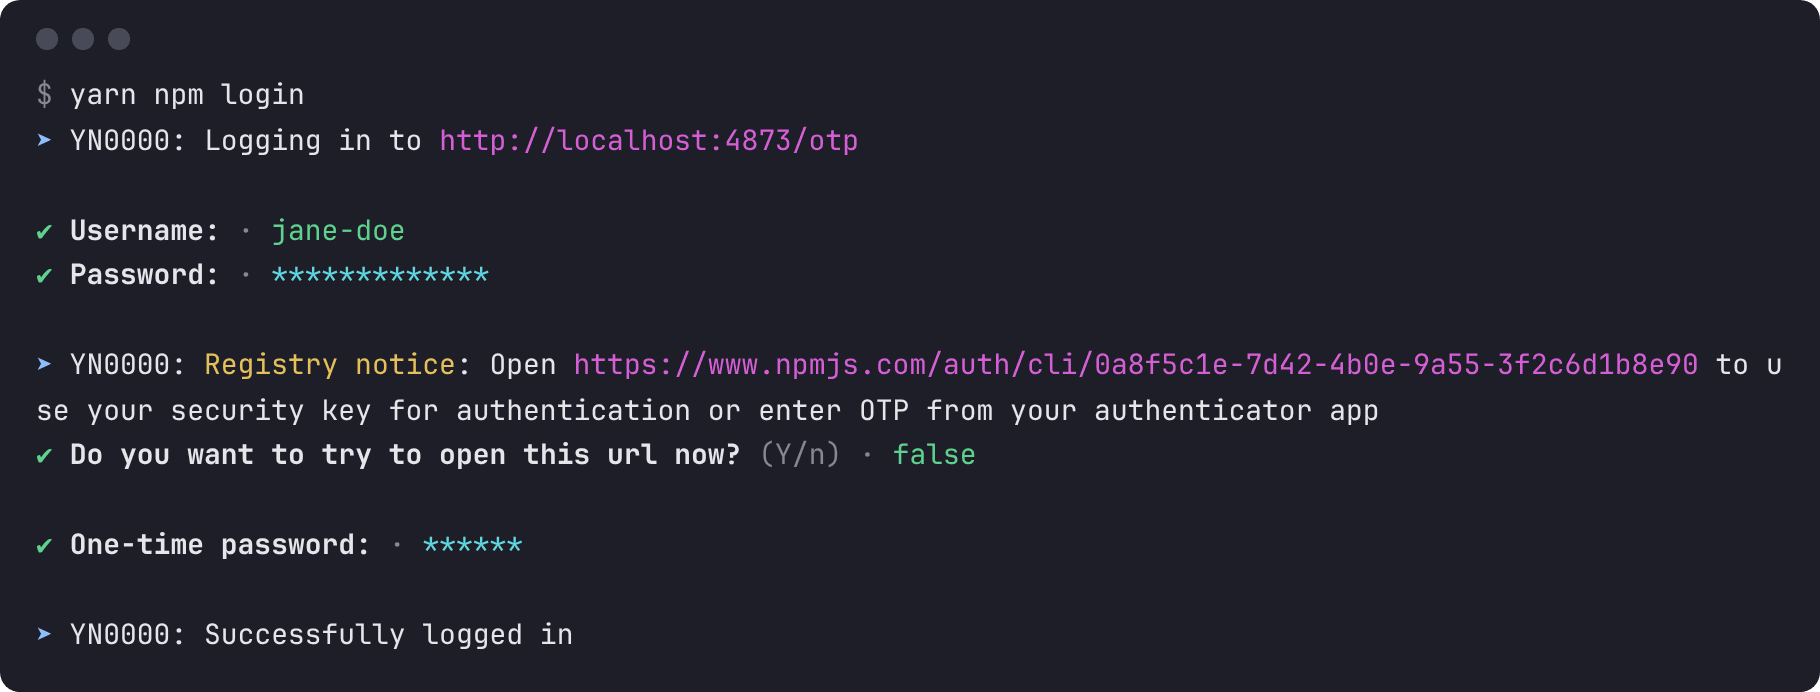 $ yarn npm login
➤ YN0000: Logging in to http://localhost:4873/otp
✔ Username: · jane-doe
✔ Password: · *************
➤ YN0000: Registry notice: Open https://www.npmjs.com/auth/cli/0a8f5c1e-7d42-4b0e-9a55-3f2c6d1b8e90 to u
se your security key for authentication or enter OTP from your authenticator app
✔ Do you want to try to open this url now? (Y/n) · false
✔ One-time password: · ******
➤ YN0000: Successfully logged in